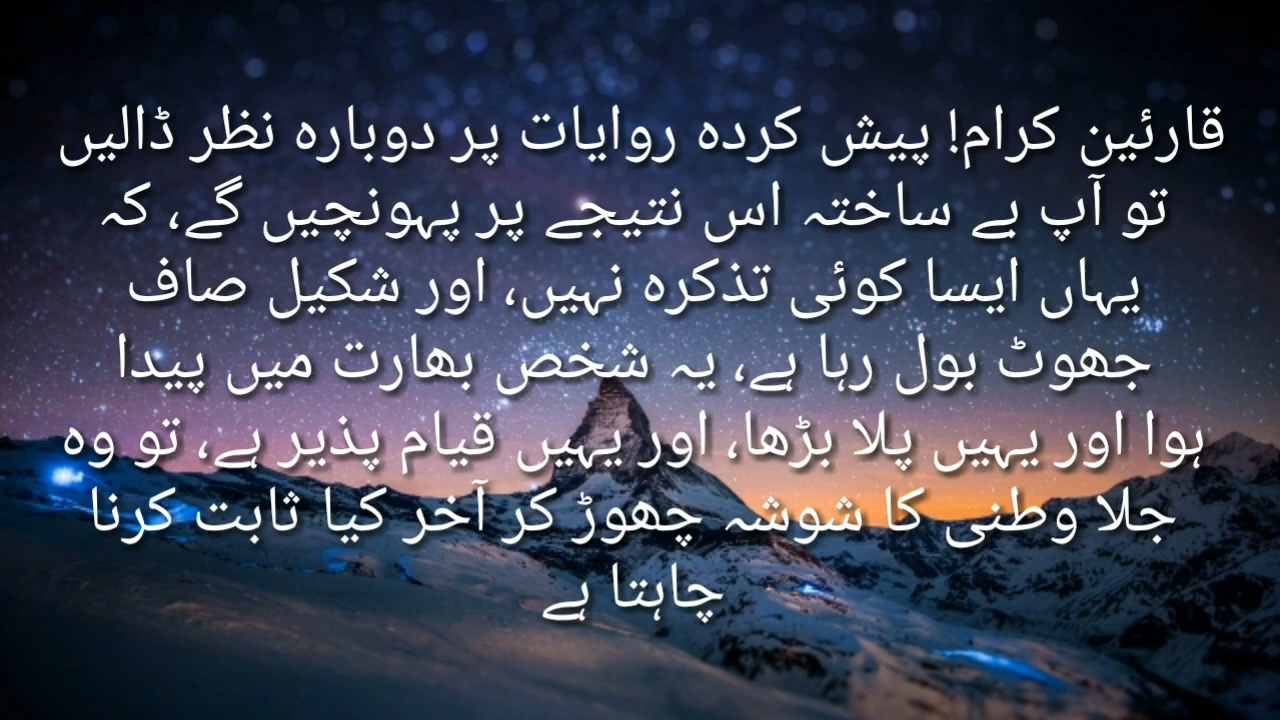 قارئین کرام! پیش کردہ روایات پر دوبارہ نظر ڈالیں
تو آپ بے ساختہ اس نتیجے پر پہونچیں گے، کہ
یہاں ایسا کوئی تذکرہ نہیں، اور شکیل صاف
جھوٹ بول رہا ہے، یہ شخص بھارت میں پیدا
ہوا اور یہیں پلا بڑھا، اور یہیں قیام پذیر ہے، تو وہ
جلا وطنی کا شوشہ چھوڑ کر آخر کیا ثابت کرنا
چاہتا ہے